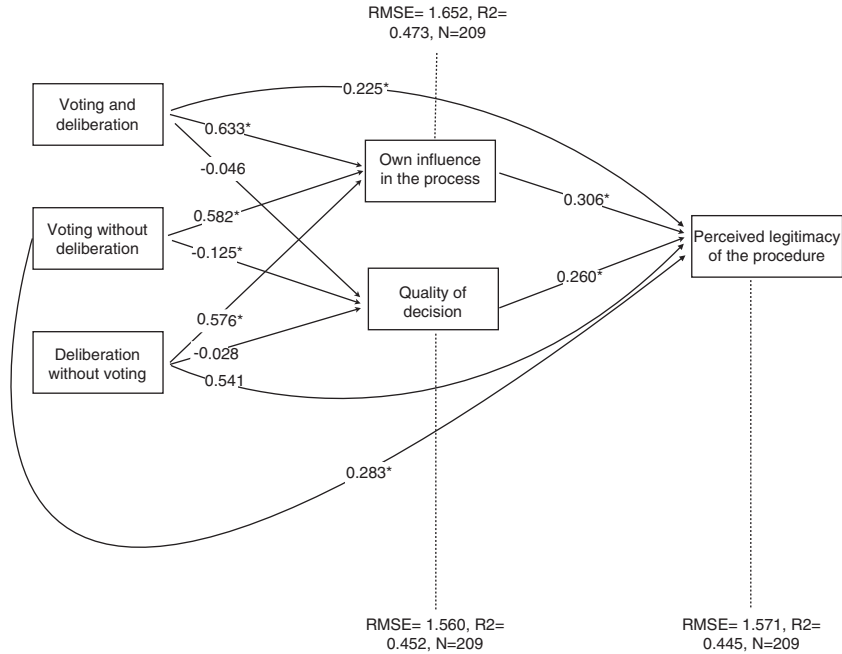 RMSE= 1.652, R2=
0.473, N=209
0.225*
Voting and
deliberation
0.633*
-0.046
Own influence
in the process
0.306*
Voting without
deliberation
0.582*
-0.125*
Perceived legitimacy
of the procedure
0.260*
Quality of
decision
0.576*
-0.028
0.541
Deliberation
without voting
0.283*
RMSE= 1.560, R2=
0.452, N=209
RMSE= 1.571, R2=
0.445, N=209